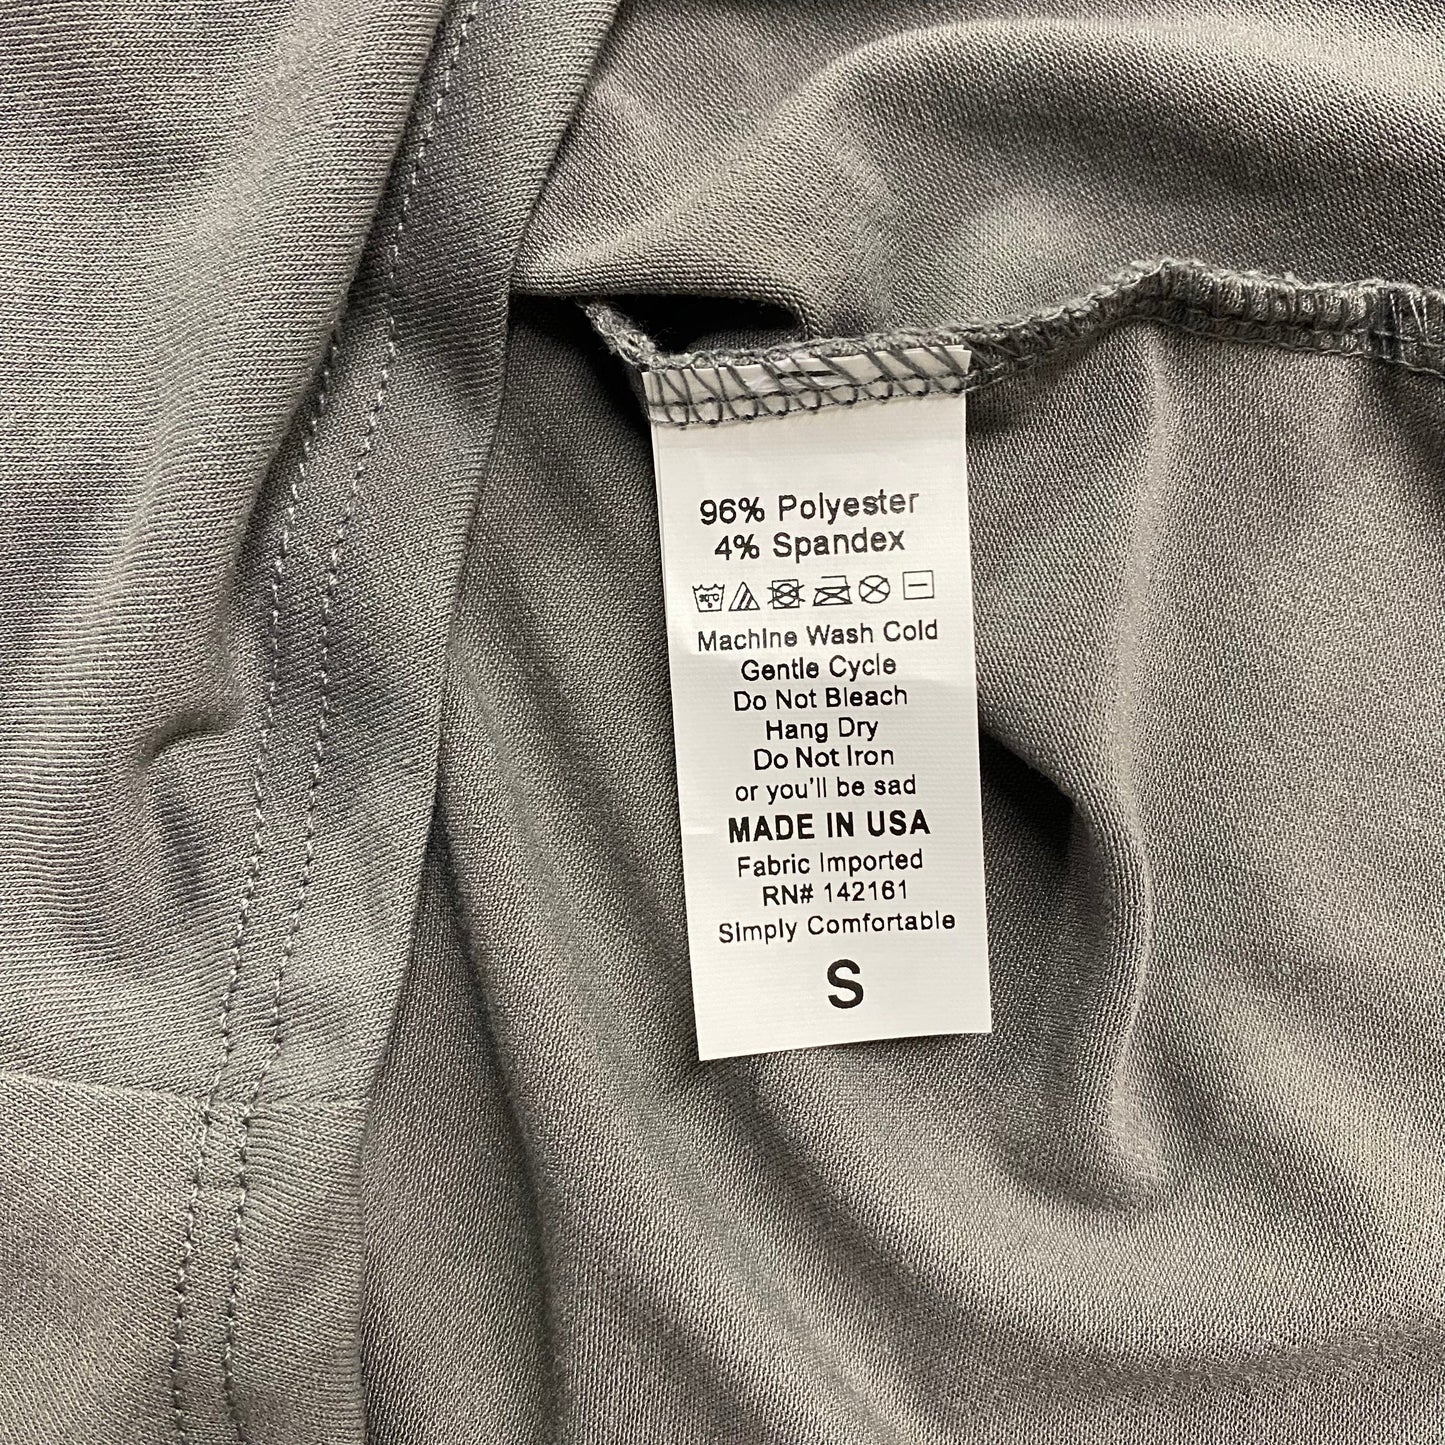 96% Polyester
4% Spandex
30°C
Machine Wash Cold
Gentle Cycle
Do Not Bleach
Hang Dry
Do Not Iron
or you'll be sad
MADE IN USA
Fabric Imported
RN# 142161
Simply Comfortable
S